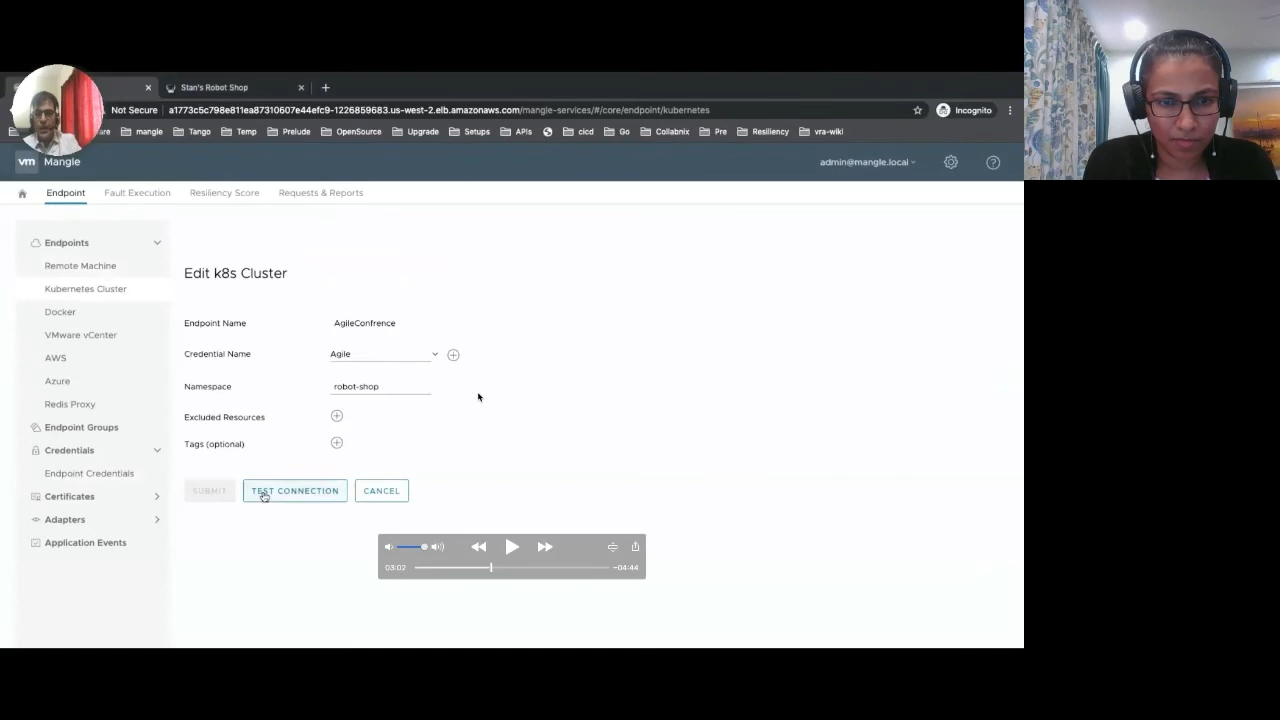 Stan's Robot Shop
Not Secure a1773c5c798e811ea87310607e44efc9-1226859683.us-west-2.elb.amazonaws.com/mangle-services/#/core/endpoint/kubernetes Incognito
mangle Tango Temp Prelude OpenSource Upgrade Setups APIs cicd Go Collabnix Pre Resiliency vra-wiki
vm Mangle admin@mangle.local
Endpoint Fault Execution Resiliency Score Requests & Reports
Endpoints
Remote Machine
Kubernetes Cluster
Docker
VMware vCenter
AWS
Azure
Redis Proxy
Endpoint Groups
Credentials
Endpoint Credentials
Certificates
Adapters
Application Events
Edit k8s Cluster
Endpoint Name AgileConfrence
Credential Name Agile
Namespace robot-shop
Excluded Resources
Tags (optional)
SUBMIT TEST CONNECTION CANCEL
03:02 -04:44